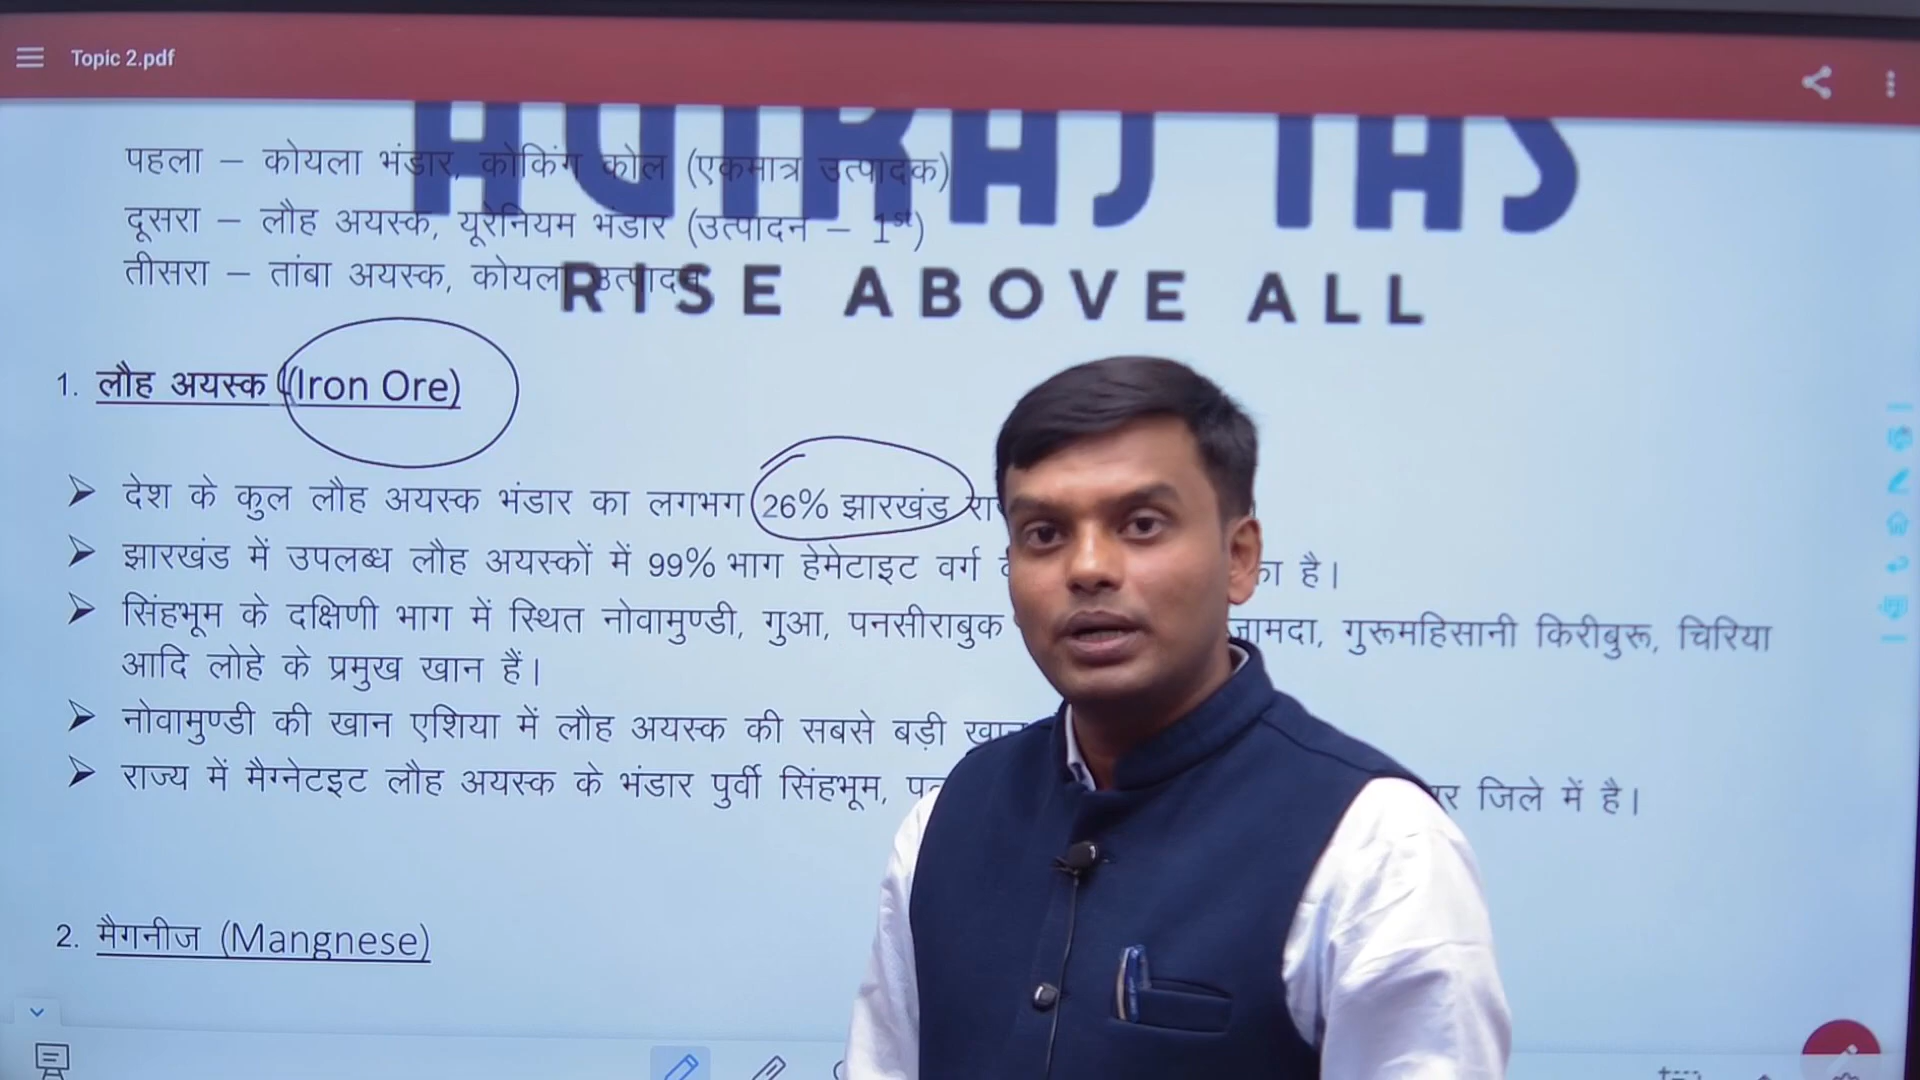 Topic 2.pdf
पहला – कोयला भंडार, कोकिंग कोल (एकमात्र उत्पादक)
दूसरा – लौह अयस्क, यूरेनियम भंडार (उत्पादन – 1st)
तीसरा – तांबा अयस्क, कोयला उत्पादन
RISE ABOVE ALL
1. लौह अयस्क (Iron Ore)
देश के कुल लौह अयस्क भंडार का लगभग 26% झारखंड
झारखंड में उपलब्ध लौह अयस्कों में 99% भाग हेमेटाइट वर्ग का है।
सिंहभूम के दक्षिणी भाग में स्थित नोवामुण्डी, गुआ, पनसीराबुक जामदा, गुरूमहिसानी किरीबुरू, चिरिया
आदि लोहे के प्रमुख खान हैं।
नोवामुण्डी की खान एशिया में लौह अयस्क की सबसे बड़ी खान
राज्य में मैग्नेटइट लौह अयस्क के भंडार पुर्वी सिंहभूम, जिले में है।
2. मैगनीज (Mangnese)